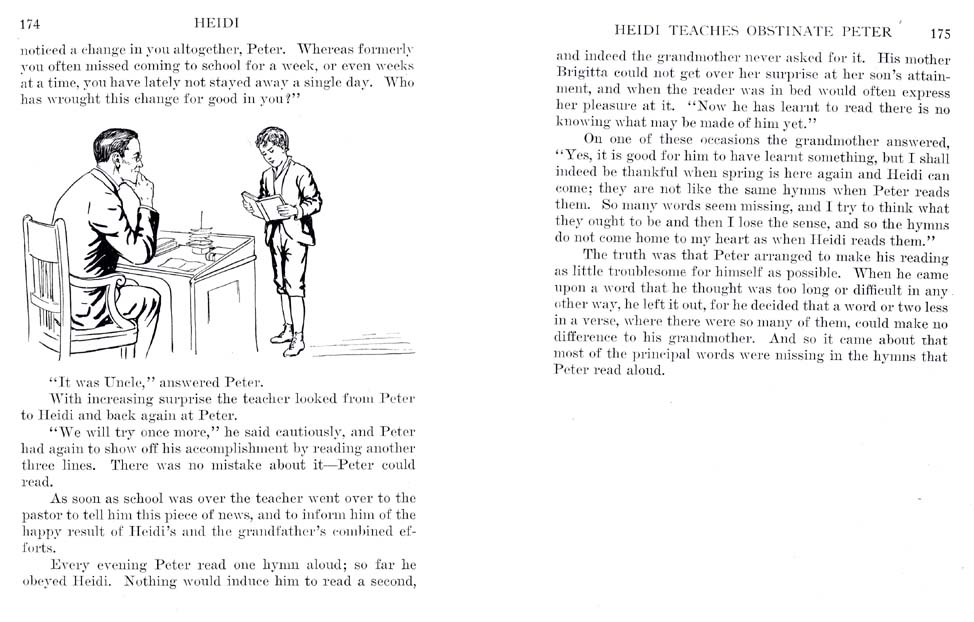 174 HEIDI
noticed a change in you altogether, Peter. Whereas formerly
you often missed coming to school for a week, or even weeks
at a time, you have lately not stayed away a single day. Who
has wrought this change for good in you?”
“It was Uncle,” answered Peter.
With increasing surprise the teacher looked from Peter
to Heidi and back again at Peter.
“We will try once more,” he said cautiously, and Peter
had again to show off his accomplishment by reading another
three lines. There was no mistake about it—Peter could
read.
As soon as school was over the teacher went over to the
pastor to tell him this piece of news, and to inform him of the
happy result of Heidi’s and the grandfather’s combined ef-
forts.
Every evening Peter read one hymn aloud; so far he
obeyed Heidi. Nothing would induce him to read a second,
HEIDI TEACHES OBSTINATE PETER 175
and indeed the grandmother never asked for it. His mother
Brigitta could not get over her surprise at her son’s attain-
ment, and when the reader was in bed would often express
her pleasure at it. “Now he has learnt to read there is no
knowing what may be made of him yet.”
On one of these occasions the grandmother answered,
“Yes, it is good for him to have learnt something, but I shall
indeed be thankful when spring is here again and Heidi can
come; they are not like the same hymns when Peter reads
them. So many words seem missing, and I try to think what
they ought to be and then I lose the sense, and so the hymns
do not come home to my heart as when Heidi reads them.”
The truth was that Peter arranged to make his reading
as little troublesome for himself as possible. When he came
upon a word that he thought was too long or difficult in any
other way, he left it out, for he decided that a word or two less
in a verse, where there were so many of them, could make no
difference to his grandmother. And so it came about that
most of the principal words were missing in the hymns that
Peter read aloud.